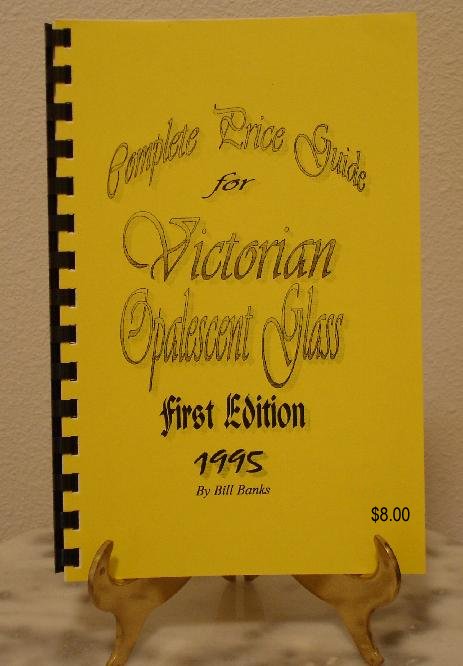 Complete Price Guide
for
Victorian
Opalescent Glass
First Edition
1995
By Bill Banks
$8.00